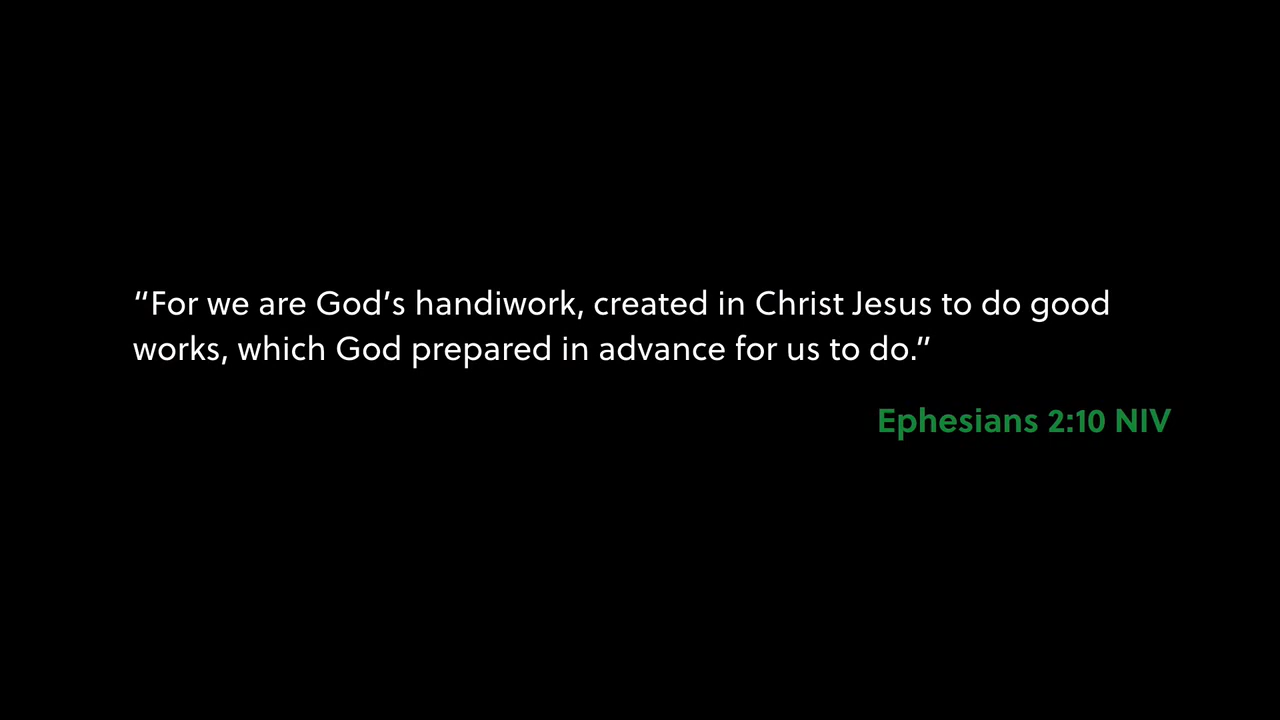 “For we are God’s handiwork, created in Christ Jesus to do good
works, which God prepared in advance for us to do.”
Ephesians 2:10 NIV